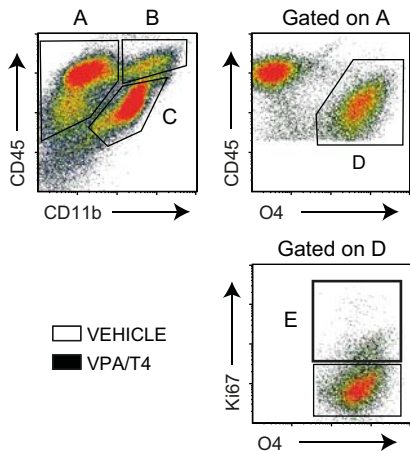 A
B
Gated on A
C
CD45
CD11b
CD45
D
O4
Gated on D
E
VEHICLE
VPA/T4
Ki67
O4